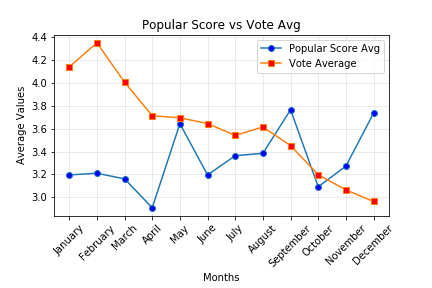 Popular Score vs Vote Avg
Popular Score Avg
Vote Average
Average Values
4.4
4.2
4.0
3.8
3.6
3.4
3.2
3.0
January
February
March
April
May
June
July
August
September
October
November
December
Months